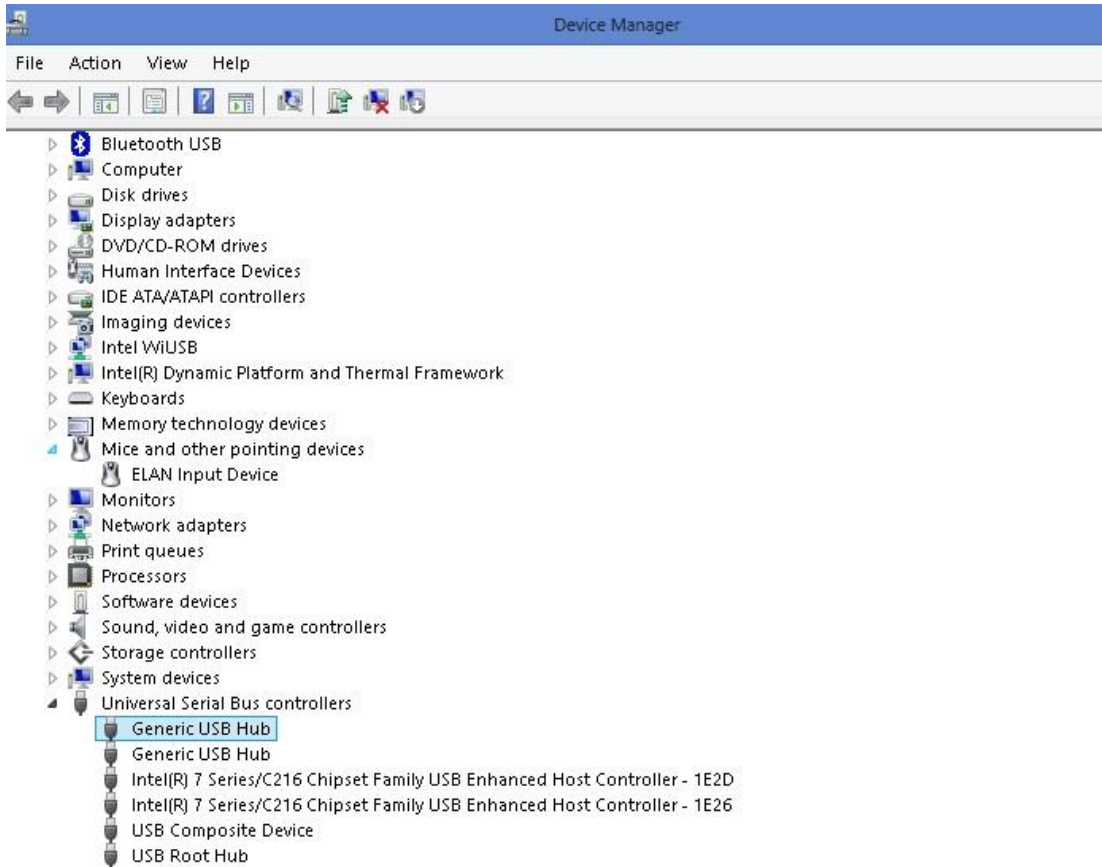 Device Manager
File Action View Help
Bluetooth USB
Computer
Disk drives
Display adapters
DVD/CD-ROM drives
Human Interface Devices
IDE ATA/ATAPI controllers
Imaging devices
Intel WiUSB
Intel(R) Dynamic Platform and Thermal Framework
Keyboards
Memory technology devices
Mice and other pointing devices
ELAN Input Device
Monitors
Network adapters
Print queues
Processors
Software devices
Sound, video and game controllers
Storage controllers
System devices
Universal Serial Bus controllers
Generic USB Hub
Generic USB Hub
Intel(R) 7 Series/C216 Chipset Family USB Enhanced Host Controller - 1E2D
Intel(R) 7 Series/C216 Chipset Family USB Enhanced Host Controller - 1E26
USB Composite Device
USB Root Hub